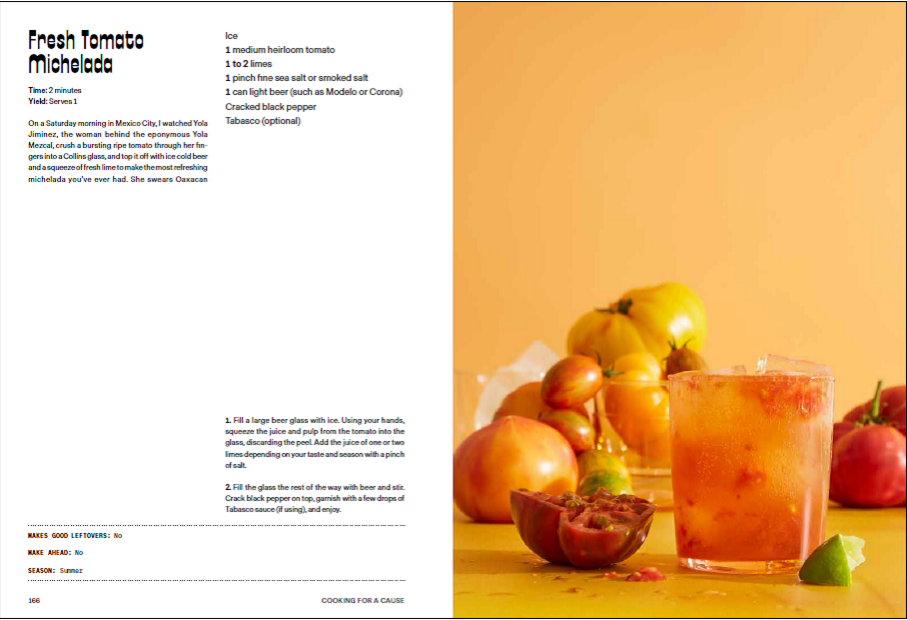 Fresh Tomato
Michelada
Time: 2 minutes
Yield: Serves 1
On a Saturday morning in Mexico City, I watched Yola
Jiminez, the woman behind the eponymous Yola
Mezcal, crush a bursting ripe tomato through her fin-
gers into a Collins glass, and top it off with ice cold beer
and a squeeze of fresh lime to make the most refreshing
michelada you've ever had. She swears Oaxacan
Ice
1 medium heirloom tomato
1 to 2 limes
1 pinch fine sea salt or smoked salt
1 can light beer (such as Modelo or Corona)
Cracked black pepper
Tabasco (optional)
1. Fill a large beer glass with ice. Using your hands,
squeeze the juice and pulp from the tomato into the
glass, discarding the peel. Add the juice of one or two
limes depending on your taste and season with a pinch
of salt.
2. Fill the glass the rest of the way with beer and stir.
Crack black pepper on top, garnish with a few drops of
Tabasco sauce (if using), and enjoy.
MAKES GOOD LEFTOVERS: No
MAKE AHEAD: No
SEASON: Summer
166
COOKING FOR A CAUSE